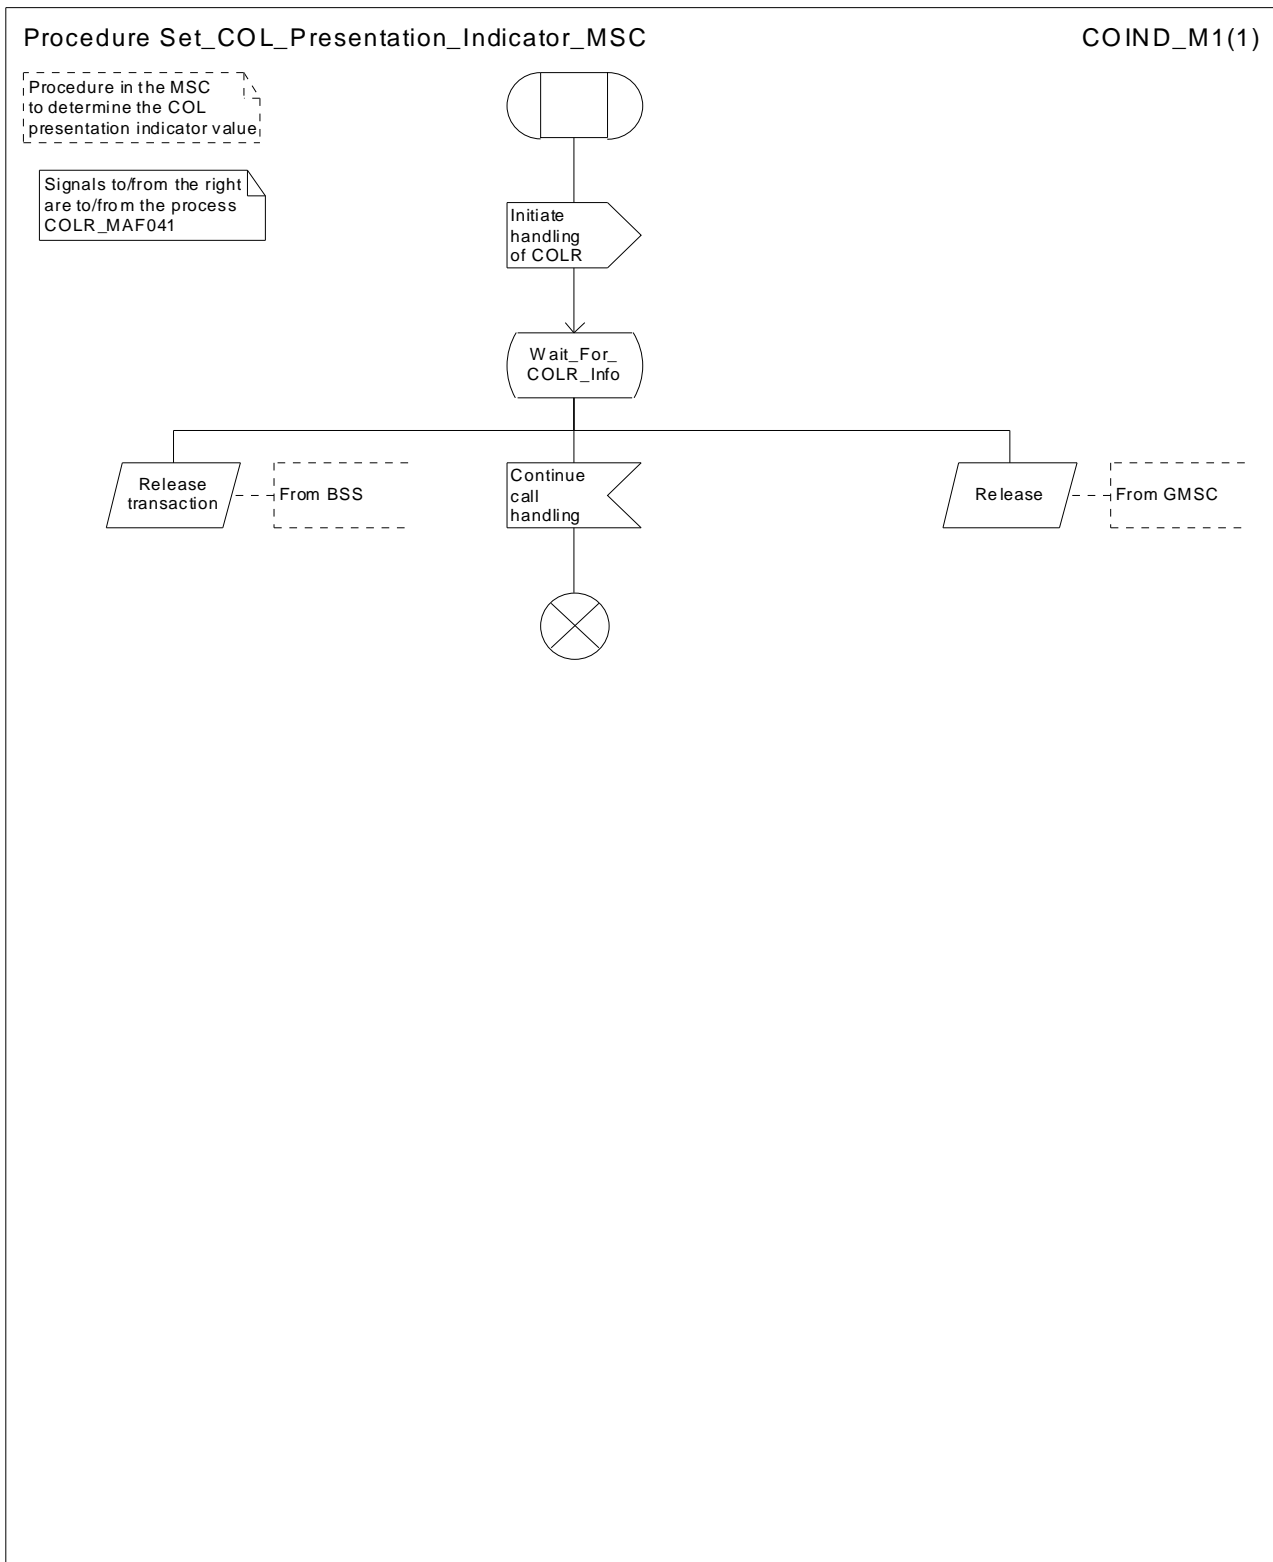 Procedure Set_COL_Presentation_Indicator_MSC
COIND_M1(1)
Procedure in the MSC
to determine the COL
presentation indicator value
Signals to/from the right
are to/from the process
COLR_MAF041
Initiate
handling
of COLR
Wait_For_
COLR_Info
Release
transaction
From BSS
Continue
call
handling
Release
From GMSC